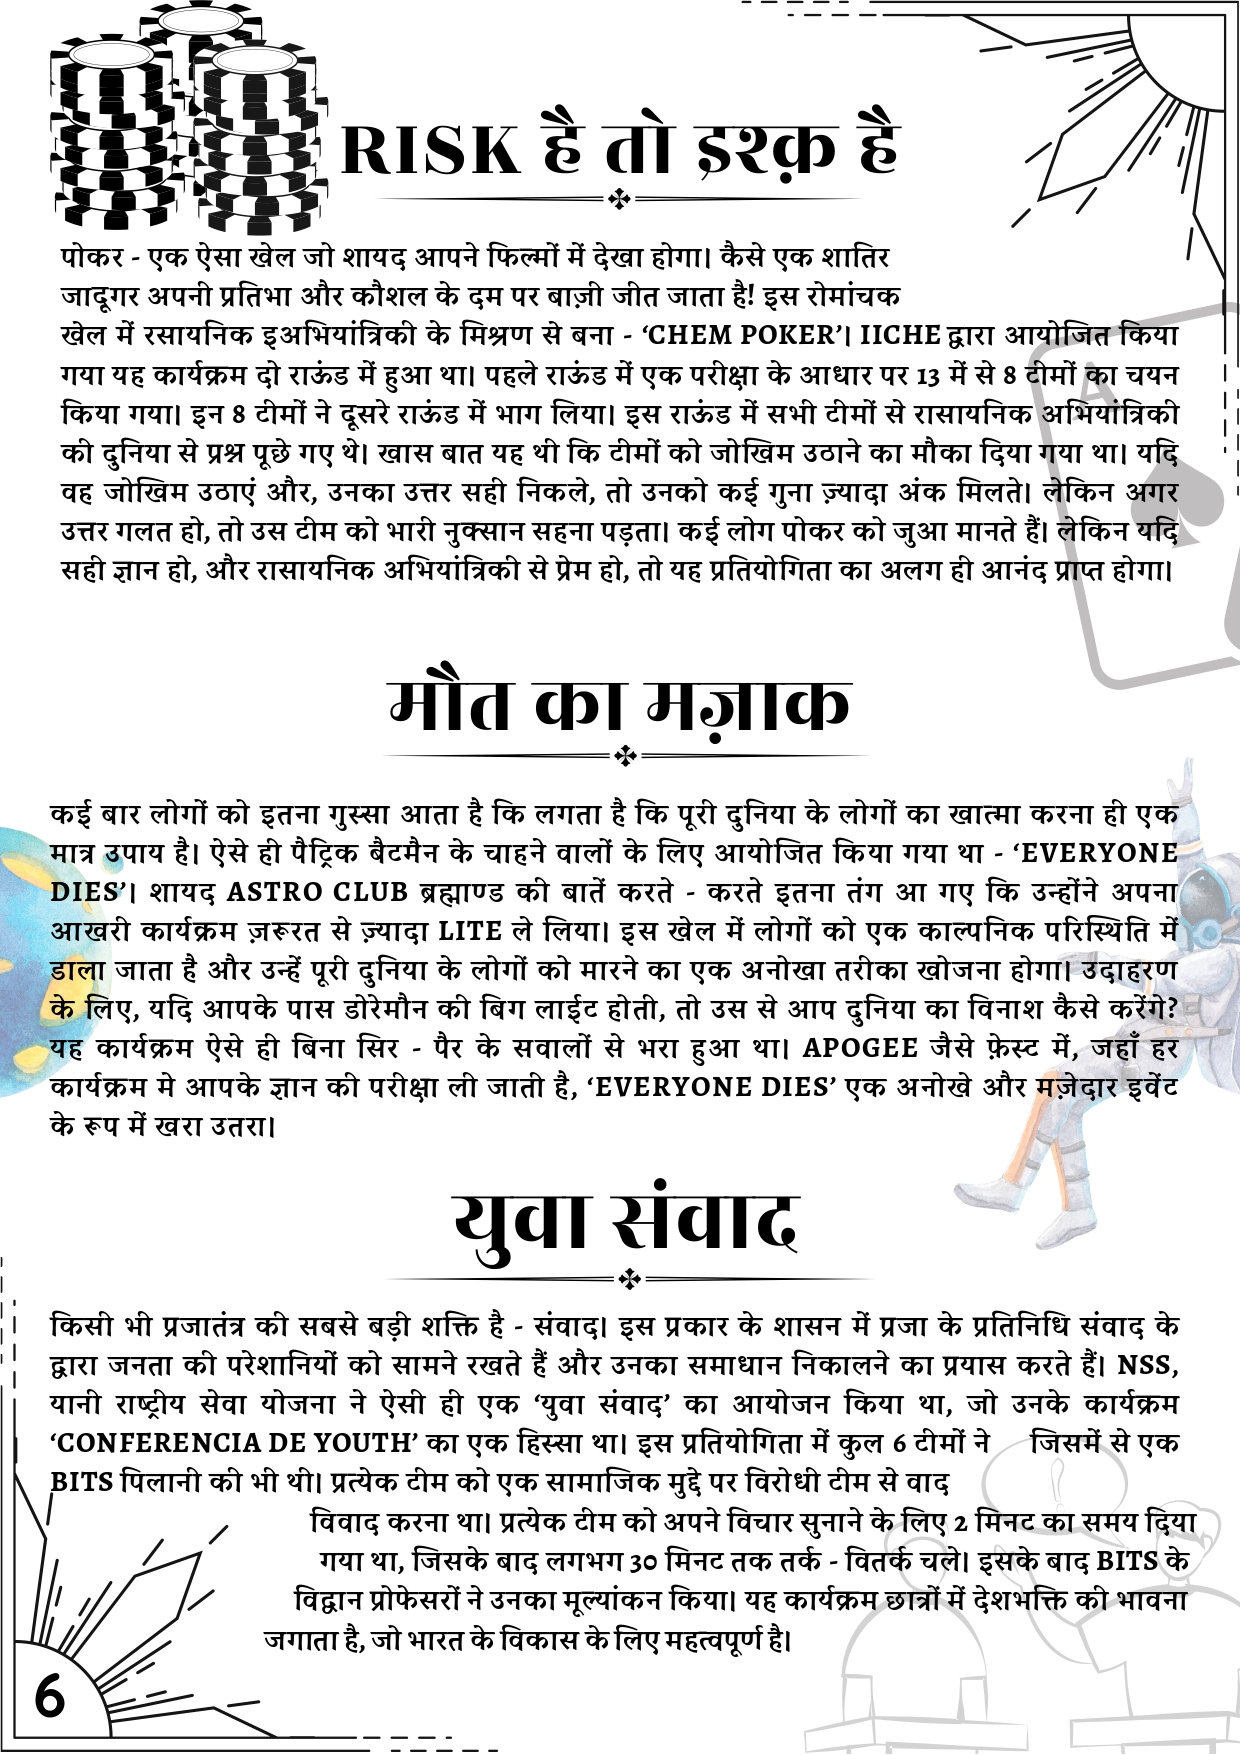 RISK है तो इश्क़ है
पोकर - एक ऐसा खेल जो शायद आपने फिल्मों में देखा होगा। कैसे एक शातिर
जादूगर अपनी प्रतिभा और कौशल के दम पर बाज़ी जीत जाता है! इस रोमांचक
खेल में रसायनिक इअभियांत्रिकी के मिश्रण से बना - ‘CHEM POKER’। IICHE द्वारा आयोजित किया
गया यह कार्यक्रम दो राऊंड में हुआ था। पहले राऊंड में एक परीक्षा के आधार पर 13 में से 8 टीमों का चयन
किया गया। इन 8 टीमों ने दूसरे राऊंड में भाग लिया। इस राऊंड में सभी टीमों से रासायनिक अभियांत्रिकी
की दुनिया से प्रश्न पूछे गए थे। खास बात यह थी कि टीमों को जोखिम उठाने का मौका दिया गया था। यदि
वह जोखिम उठाएं और, उनका उत्तर सही निकले, तो उनको कई गुना ज़्यादा अंक मिलते। लेकिन अगर
उत्तर गलत हो, तो उस टीम को भारी नुक्सान सहना पड़ता। कई लोग पोकर को जुआ मानते हैं। लेकिन यदि
सही ज्ञान हो, और रासायनिक अभियांत्रिकी से प्रेम हो, तो यह प्रतियोगिता का अलग ही आनंद प्राप्त होगा।
A
मौत का मज़ाक
कई बार लोगों को इतना गुस्सा आता है कि लगता है कि पूरी दुनिया के लोगों का खात्मा करना ही एक
मात्र उपाय है। ऐसे ही पैट्रिक बैटमैन के चाहने वालों के लिए आयोजित किया गया था - ‘EVERYONE
DIES’। शायद ASTRO CLUB ब्रह्माण्ड की बातें करते - करते इतना तंग आ गए कि उन्होंने अपना
आखरी कार्यक्रम ज़रूरत से ज़्यादा LITE ले लिया। इस खेल में लोगों को एक काल्पनिक परिस्थिति में
डाला जाता है और उन्हें पूरी दुनिया के लोगों को मारने का एक अनोखा तरीका खोजना होगा। उदाहरण
के लिए, यदि आपके पास डोरेमौन की बिग लाईट होती, तो उस से आप दुनिया का विनाश कैसे करेंगे?
यह कार्यक्रम ऐसे ही बिना सिर - पैर के सवालों से भरा हुआ था। APOGEE जैसे फ़ेस्ट में, जहाँ हर
कार्यक्रम मे आपके ज्ञान की परीक्षा ली जाती है, ‘EVERYONE DIES’ एक अनोखे और मज़ेदार इवेंट
के रूप में खरा उतरा।
युवा संवाद
किसी भी प्रजातंत्र की सबसे बड़ी शक्ति है - संवाद। इस प्रकार के शासन में प्रजा के प्रतिनिधि संवाद के
द्वारा जनता की परेशानियों को सामने रखते हैं और उनका समाधान निकालने का प्रयास करते हैं। NSS,
यानी राष्ट्रीय सेवा योजना ने ऐसी ही एक ‘युवा संवाद’ का आयोजन किया था, जो उनके कार्यक्रम
‘CONFERENCIA DE YOUTH’ का एक हिस्सा था। इस प्रतियोगिता में कुल 6 टीमों ने जिसमें से एक
BITS पिलानी की भी थी। प्रत्येक टीम को एक सामाजिक मुद्दे पर विरोधी टीम से वाद
विवाद करना था। प्रत्येक टीम को अपने विचार सुनाने के लिए 2 मिनट का समय दिया
गया था, जिसके बाद लगभग 30 मिनट तक तर्क - वितर्क चले। इसके बाद BITS के
विद्वान प्रोफेसरों ने उनका मूल्यांकन किया। यह कार्यक्रम छात्रों में देशभक्ति की भावना
जगाता है, जो भारत के विकास के लिए महत्वपूर्ण है।
6